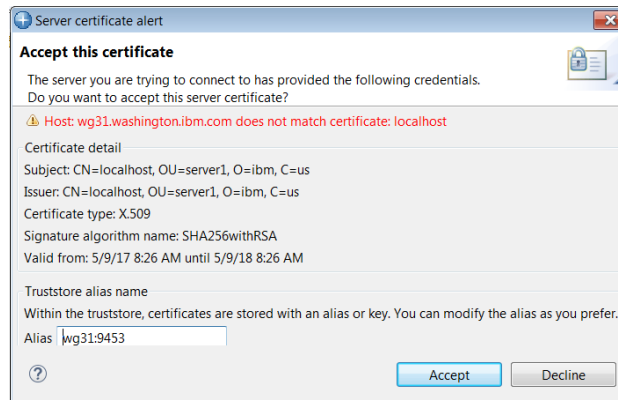 Server certificate alert
Accept this certificate
The server you are trying to connect to has provided the following credentials.
Do you want to accept this server certificate?
Host: wg31.washington.ibm.com does not match certificate: localhost
Certificate detail
Subject: CN=localhost, OU=server1, O=ibm, C=us
Issuer: CN=localhost, OU=server1, O=ibm, C=us
Certificate type: X.509
Signature algorithm name: SHA256withRSA
Valid from: 5/9/17 8:26 AM until 5/9/18 8:26 AM
Truststore alias name
Within the truststore, certificates are stored with an alias or key. You can modify the alias as you prefer.
Alias wg31:9453
Accept Decline